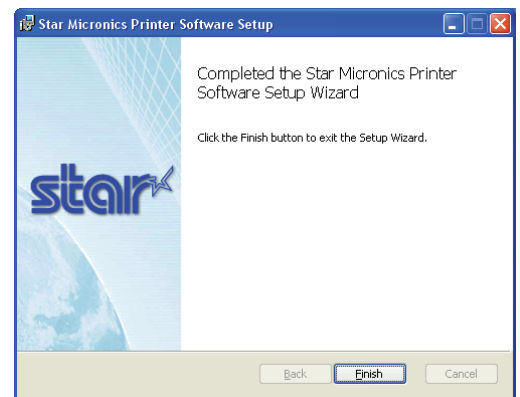 Star Micronics Printer Software Setup
Completed the Star Micronics Printer
Software Setup Wizard
Click the Finish button to exit the Setup Wizard.
star
Back Finish Cancel